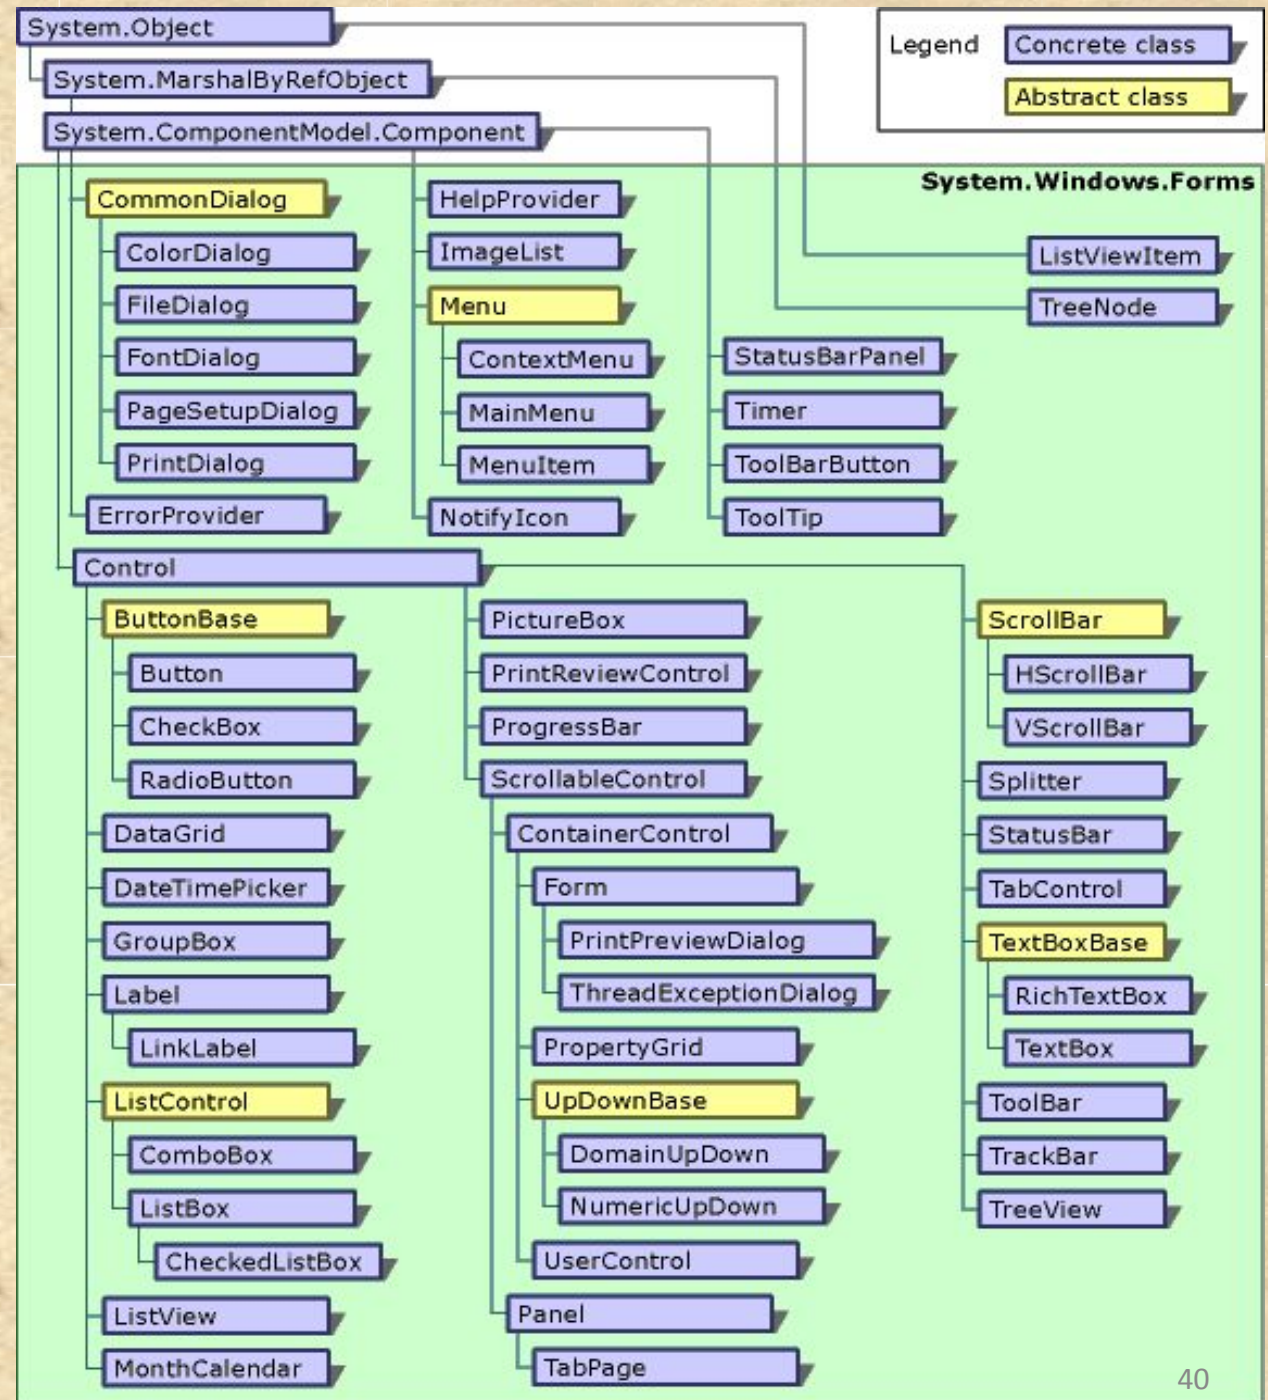 System.Object
System.MarshalByRefObject
System.ComponentModel.Component
Legend
Concrete class
Abstract class
System.Windows.Forms
CommonDialog
ColorDialog
FileDialog
FontDialog
PageSetupDialog
PrintDialog
ErrorProvider
HelpProvider
ImageList
Menu
ContextMenu
MainMenu
MenuItem
NotifyIcon
StatusBarPanel
Timer
ToolBarButton
ToolTip
ListViewItem
TreeNode
Control
ButtonBase
Button
CheckBox
RadioButton
DataGrid
DateTimePicker
GroupBox
Label
LinkLabel
ListControl
ComboBox
ListBox
CheckedListBox
ListView
MonthCalendar
PictureBox
PrintReviewControl
ProgressBar
ScrollableControl
ContainerControl
Form
PrintPreviewDialog
ThreadExceptionDialog
PropertyGrid
UpDownBase
DomainUpDown
NumericUpDown
UserControl
Panel
TabPage
ScrollBar
HScrollBar
VScrollBar
Splitter
StatusBar
TabControl
TextBoxBase
RichTextBox
TextBox
ToolBar
TrackBar
TreeView
40